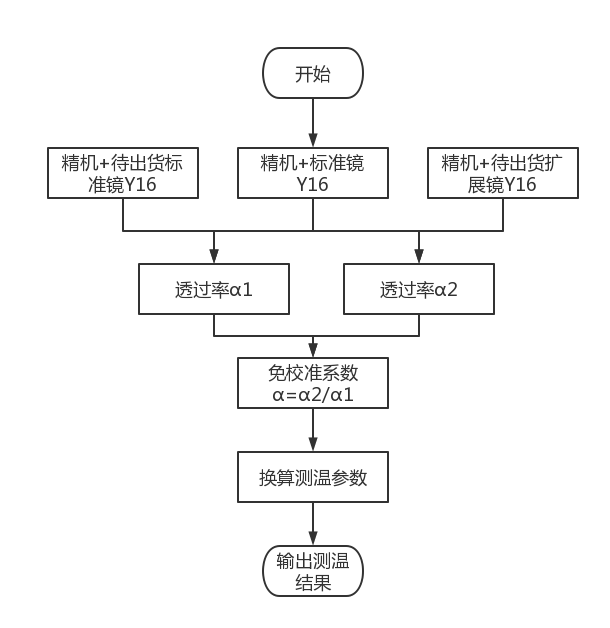 开始
精机+待出货标
准镜Y16
精机+标准镜
Y16
精机+待出货扩
展镜Y16
透过率α1
透过率α2
免校准系数
α=α2/α1
换算测温参数
输出测温
结果